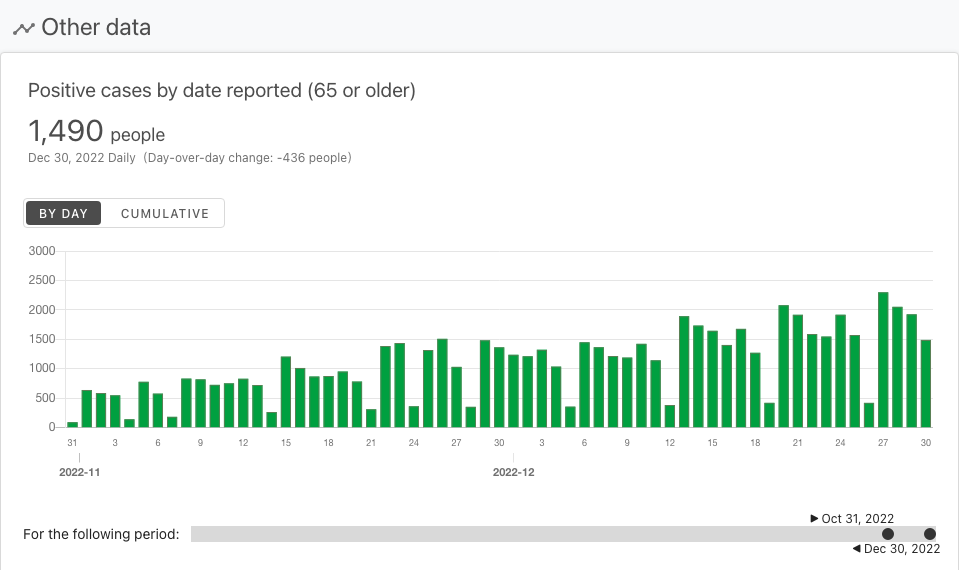 Other data
Positive cases by date reported (65 or older)
1,490 people
Dec 30, 2022 Daily (Day-over-day change: -436 people)
BY DAY CUMULATIVE
3000
2500
2000
1500
1000
500
0
31 3 6 9 12 15 18 21 24 27 30 3 6 9 12 15 18 21 24 27 30
2022-11 2022-12
▶ Oct 31, 2022
For the following period:
◀ Dec 30, 2022